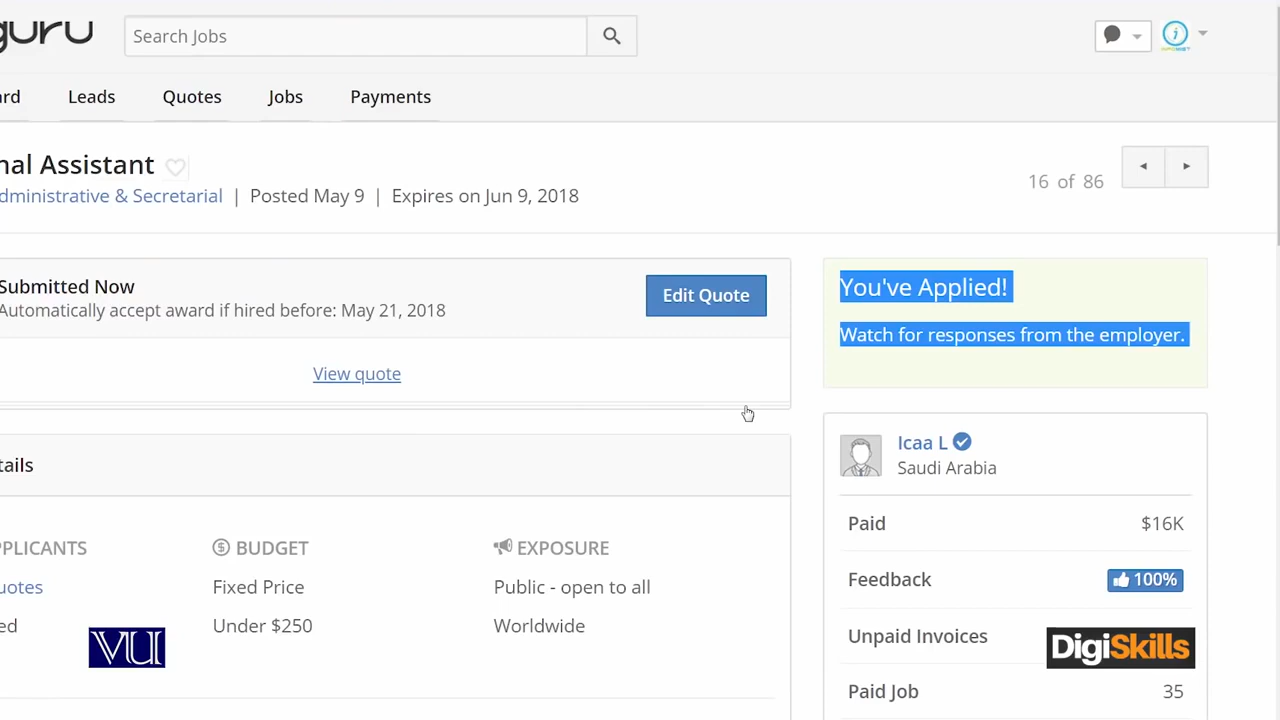 guru
Search Jobs
Leads
Quotes
Jobs
Payments
nal Assistant
dministrative & Secretarial | Posted May 9 | Expires on Jun 9, 2018
16 of 86
Submitted Now
Automatically accept award if hired before: May 21, 2018
Edit Quote
View quote
You've Applied!
Watch for responses from the employer.
Icaa L
Saudi Arabia
Paid $16K
Feedback 100%
Unpaid Invoices
Paid Job 35
tails
PPLICANTS
uotes
ed
BUDGET
Fixed Price
Under $250
EXPOSURE
Public - open to all
Worldwide
VU
DigiSkills